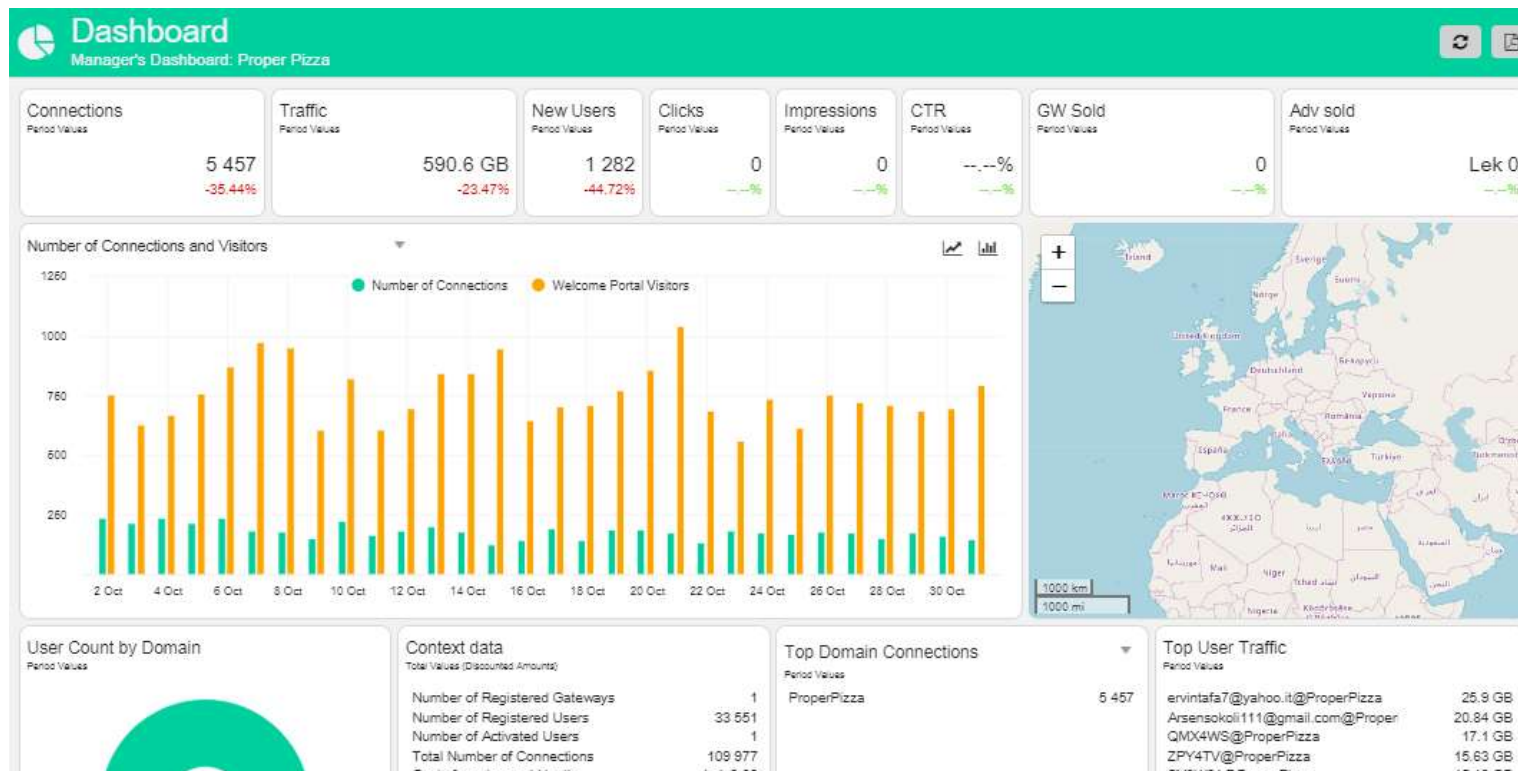 Dashboard
Manager's Dashboard: Proper Pizza
Connections
Period Values
5 457
-35.44%
Traffic
Period Values
590.6 GB
-23.47%
New Users
Period Values
1 282
-44.72%
Clicks
Period Values
0
--.--%
Impressions
Period Values
0
--.--%
CTR
Period Values
--.--%
--.--%
GW Sold
Period Values
0
--.--%
Adv sold
Period Values
Lek 0
--.--%
Number of Connections and Visitors
Number of Connections
Welcome Portal Visitors
1250
1000
750
500
250
2 Oct
4 Oct
6 Oct
8 Oct
10 Oct
12 Oct
14 Oct
16 Oct
18 Oct
20 Oct
22 Oct
24 Oct
26 Oct
28 Oct
30 Oct
+
−
Ísland
Sverige
Suomi
Norge
United Kingdom
Беларусь
Deutschland
Україна
France
România
Italia
España
Ελλάς
Türkiye
Mali
Niger
Nigeria
1000 km
1000 mi
User Count by Domain
Period Values
Context data
Total Values (Discounted Amounts)
Number of Registered Gateways 1
Number of Registered Users 33 551
Number of Activated Users 1
Total Number of Connections 109 977
Top Domain Connections
Period Values
ProperPizza 5 457
Top User Traffic
Period Values
ervintafa7@yahoo.it@ProperPizza 25.9 GB
Arsensokoli111@gmail.com@Proper 20.84 GB
QMX4WS@ProperPizza 17.1 GB
ZPY4TV@ProperPizza 15.63 GB